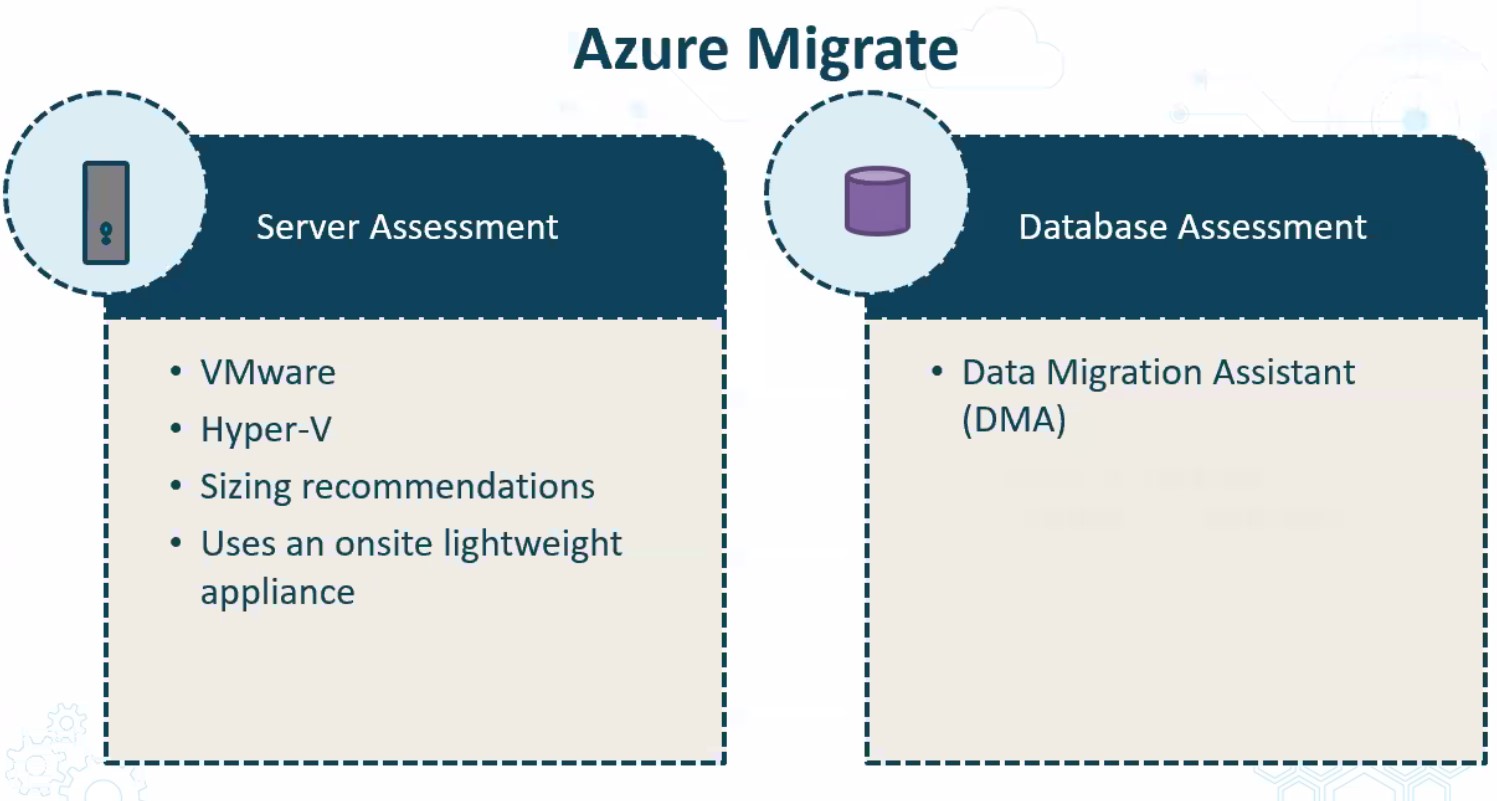 Azure Migrate
Server Assessment
• VMware
• Hyper-V
• Sizing recommendations
• Uses an onsite lightweight
appliance
Database Assessment
• Data Migration Assistant
(DMA)